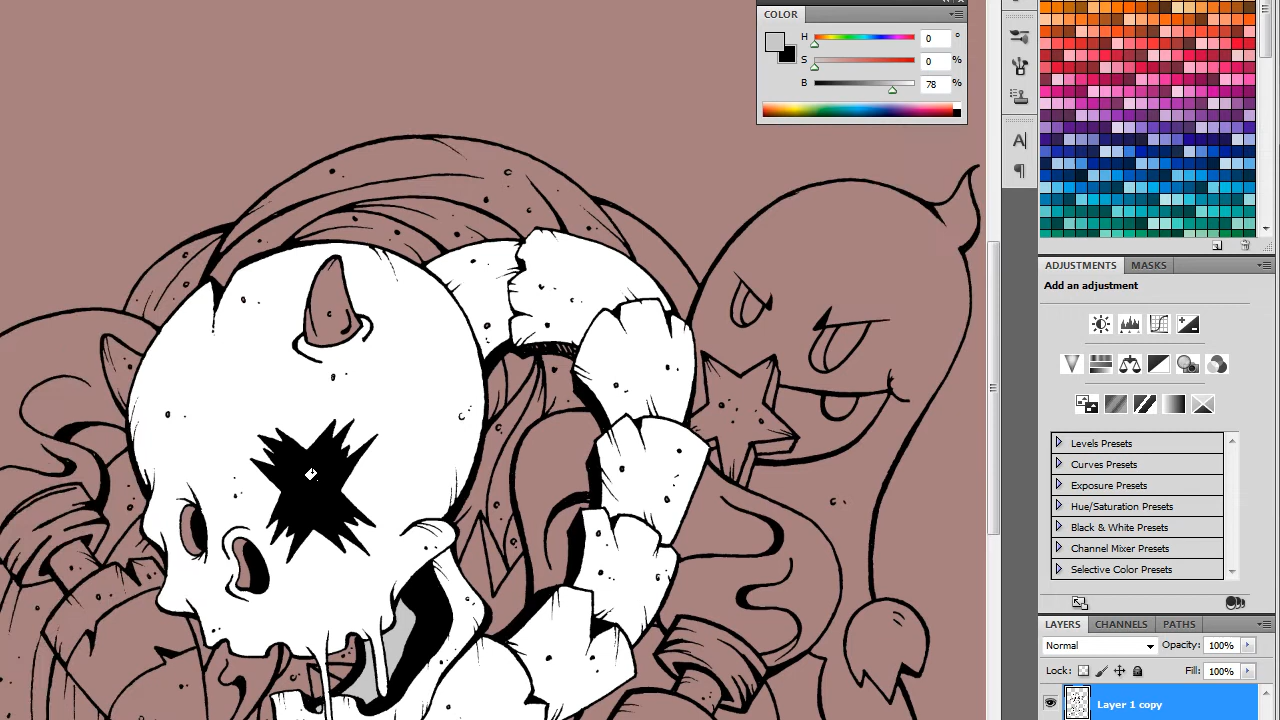 COLOR
H 0 °
S 0 %
B 78 %
A
¶
ADJUSTMENTS MASKS
Add an adjustment
Levels Presets
Curves Presets
Exposure Presets
Hue/Saturation Presets
Black & White Presets
Channel Mixer Presets
Selective Color Presets
LAYERS CHANNELS PATHS
Normal Opacity: 100%
Lock: Fill: 100%
Layer 1 copy